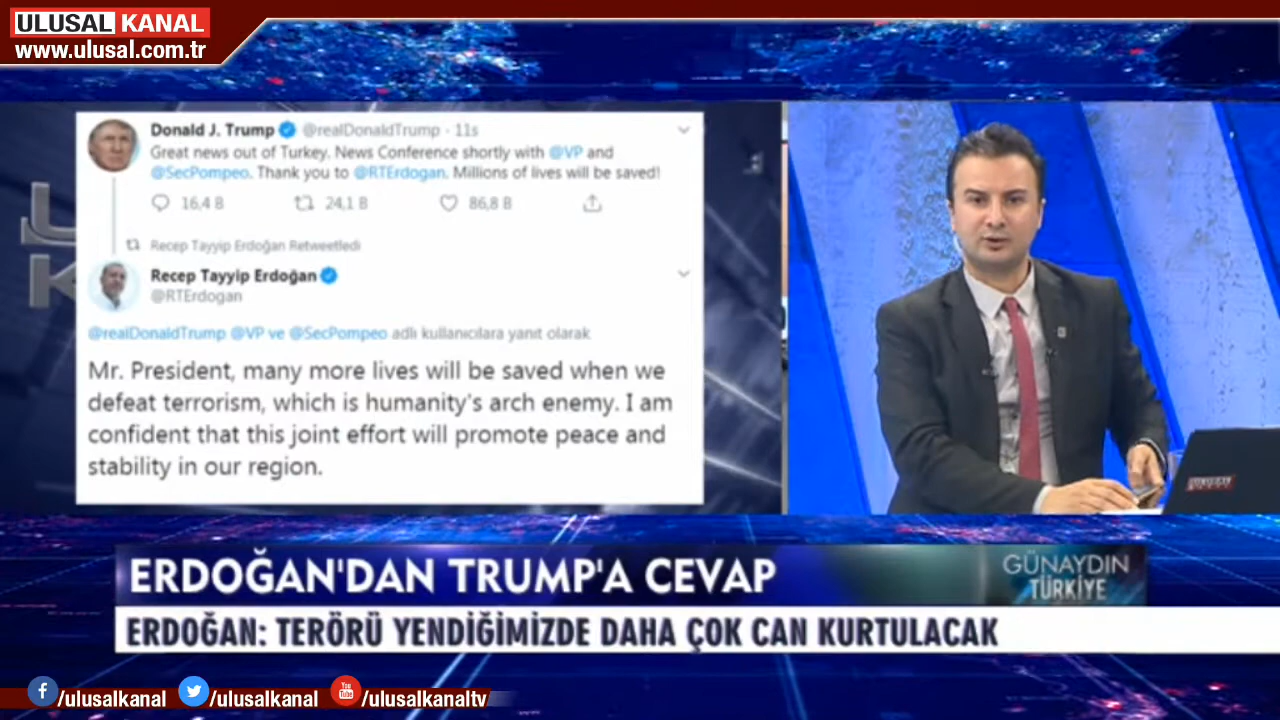 ULUSAL KANAL
www.ulusal.com.tr
Donald J. Trump @realDonaldTrump · 11s
Great news out of Turkey. News Conference shortly with @VP and
@SecPompeo. Thank you to @RTErdogan. Millions of lives will be saved!
16,4 B 24,1 B 86,8 B
Recep Tayyip Erdoğan Retweetledi
Recep Tayyip Erdoğan
@RTErdogan
@realDonaldTrump @VP ve @SecPompeo adlı kullanıcılara yanıt olarak
Mr. President, many more lives will be saved when we
defeat terrorism, which is humanity's arch enemy. I am
confident that this joint effort will promote peace and
stability in our region.
ULUSAL
ERDOĞAN'DAN TRUMP'A CEVAP
GÜNAYDIN
TÜRKİYE
ERDOĞAN: TERÖRÜ YENDİĞİMİZDE DAHA ÇOK CAN KURTULACAK
f /ulusalkanal /ulusalkanal You Tube /ulusalkanaltv